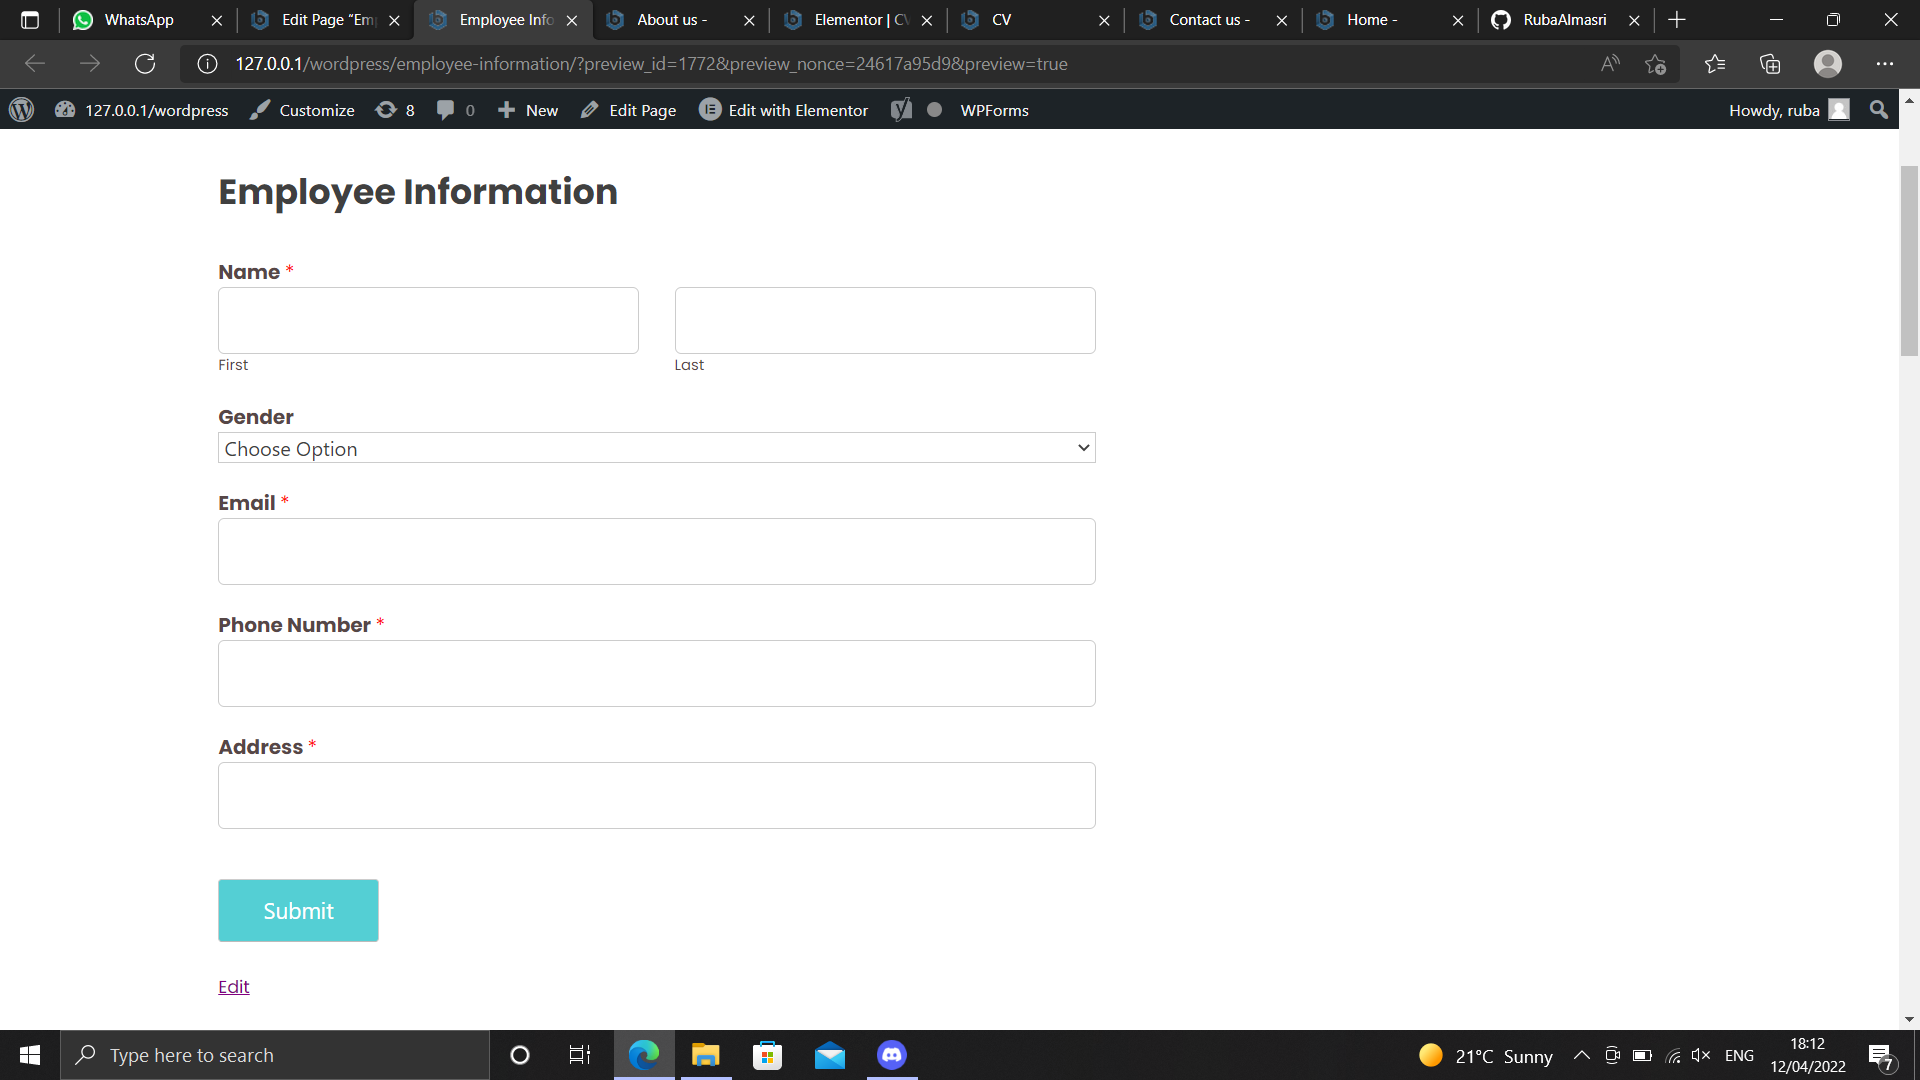 WhatsApp
Edit Page “Em
Employee Info
About us -
Elementor | CV
CV
Contact us -
Home -
RubaAlmasri
127.0.0.1/wordpress/employee-information/?preview_id=1772&preview_nonce=24617a95d9&preview=true
127.0.0.1/wordpress
Customize
8
0
New
Edit Page
Edit with Elementor
WPForms
Howdy, ruba
Employee Information
Name *
First
Last
Gender
Choose Option
Email *
Phone Number *
Address *
Submit
Edit
Type here to search
21°C Sunny
ENG
18:12
12/04/2022
7